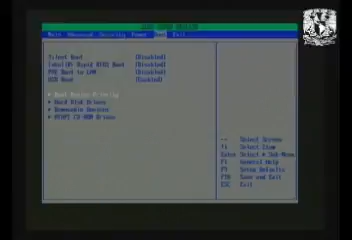 Main Advanced Security Power Boot Exit
Silent Boot [Disabled]
Intel(R) Rapid BIOS Boot [Disabled]
PXE Boot to LAN [Disabled]
USB Boot [Disabled]
Boot Device Priority
Hard Disk Drives
Removable Devices
ATAPI CD-ROM Drives
Select Screen
Select Item
Enter Select Sub-Menu
F1 General Help
F9 Setup Defaults
F10 Save and Exit
ESC Exit